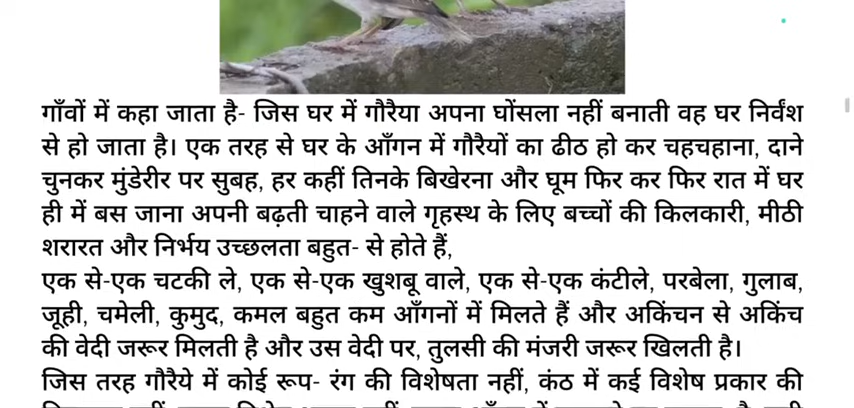 गाँवों में कहा जाता है- जिस घर में गौरैया अपना घोंसला नहीं बनाती वह घर निर्वंश
से हो जाता है। एक तरह से घर के आँगन में गौरैयों का ढीठ हो कर चहचहाना, दाने
चुनकर मुंडेरीर पर सुबह, हर कहीं तिनके बिखेरना और घूम फिर कर फिर रात में घर
ही में बस जाना अपनी बढ़ती चाहने वाले गृहस्थ के लिए बच्चों की किलकारी, मीठी
शरारत और निर्भय उच्छलता बहुत- से होते हैं,
एक से-एक चटकी ले, एक से-एक खुशबू वाले, एक से-एक कंटीले, परबेला, गुलाब,
जूही, चमेली, कुमुद, कमल बहुत कम आँगनों में मिलते हैं और अकिंचन से अकिंच
की वेदी जरूर मिलती है और उस वेदी पर, तुलसी की मंजरी जरूर खिलती है।
जिस तरह गौरैये में कोई रूप- रंग की विशेषता नहीं, कंठ में कई विशेष प्रकार की